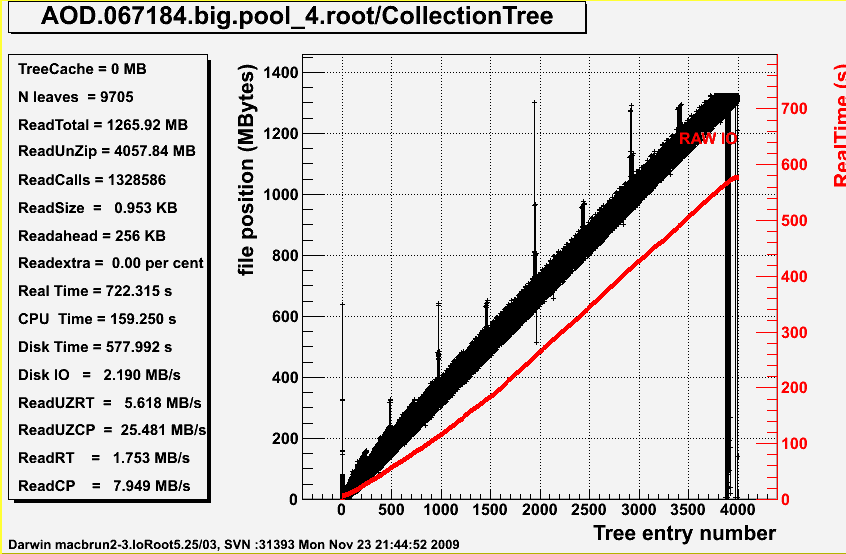 AOD.067184.big.pool_4.root/CollectionTree
TreeCache = 0 MB
N leaves = 9705
ReadTotal = 1265.92 MB
ReadUnZip = 4057.84 MB
ReadCalls = 1328586
ReadSize = 0.953 KB
Readahead = 256 KB
Readextra = 0.00 per cent
Real Time = 722.315 s
CPU Time = 159.250 s
Disk Time = 577.992 s
Disk IO = 2.190 MB/s
ReadUZRT = 5.618 MB/s
ReadUZCP = 25.481 MB/s
ReadRT = 1.753 MB/s
ReadCP = 7.949 MB/s
file position (MBytes)
1400
1200
1000
800
600
400
200
0
RAW IO
RealTime (s)
700
600
500
400
300
200
100
0
0 500 1000 1500 2000 2500 3000 3500 4000
Tree entry number
Darwin macbrun2-3.loRoot5.25/03, SVN :31393 Mon Nov 23 21:44:52 2009